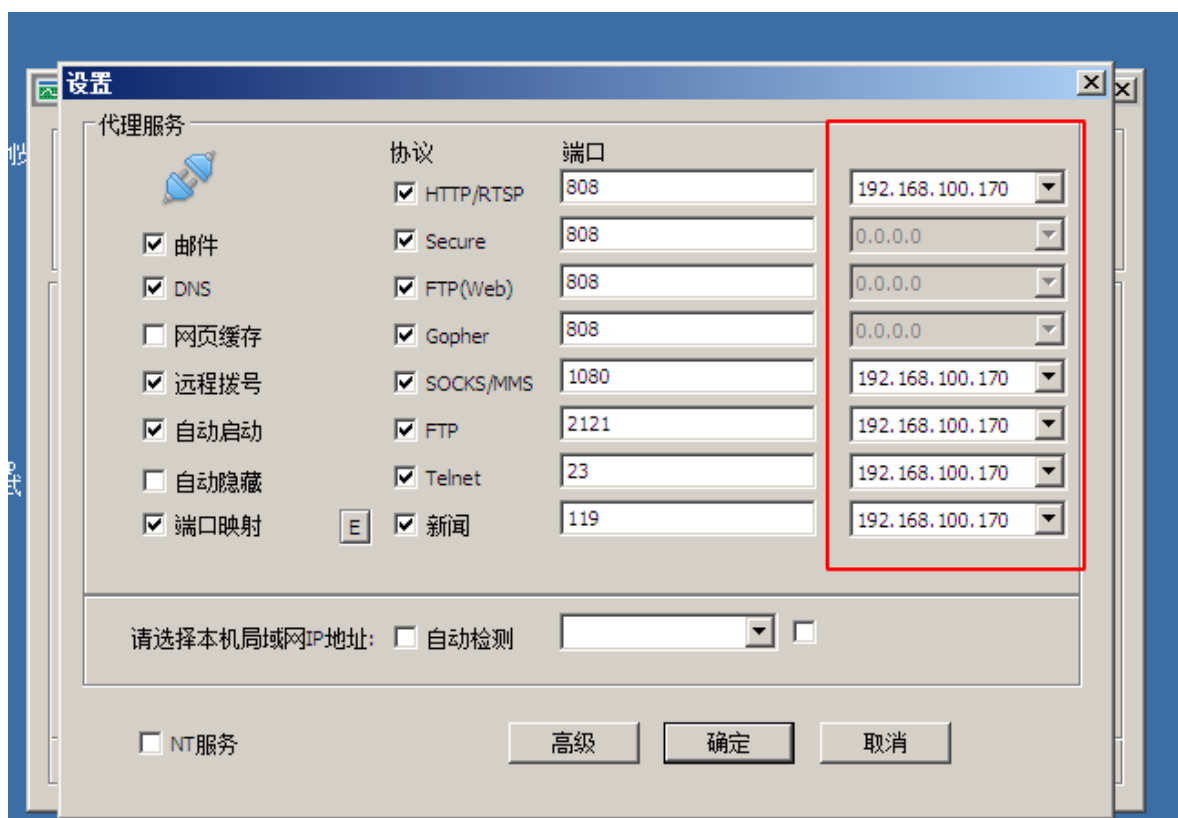 设置
代理服务
协议 端口
HTTP/RTSP 808 192.168.100.170
邮件 Secure 808 0.0.0.0
DNS FTP(Web) 808 0.0.0.0
网页缓存 Gopher 808 0.0.0.0
远程拨号 SOCKS/MMS 1080 192.168.100.170
自动启动 FTP 2121 192.168.100.170
自动隐藏 Telnet 23 192.168.100.170
端口映射 E 新闻 119 192.168.100.170
请选择本机局域网IP地址: 自动检测
NT服务 高级 确定 取消